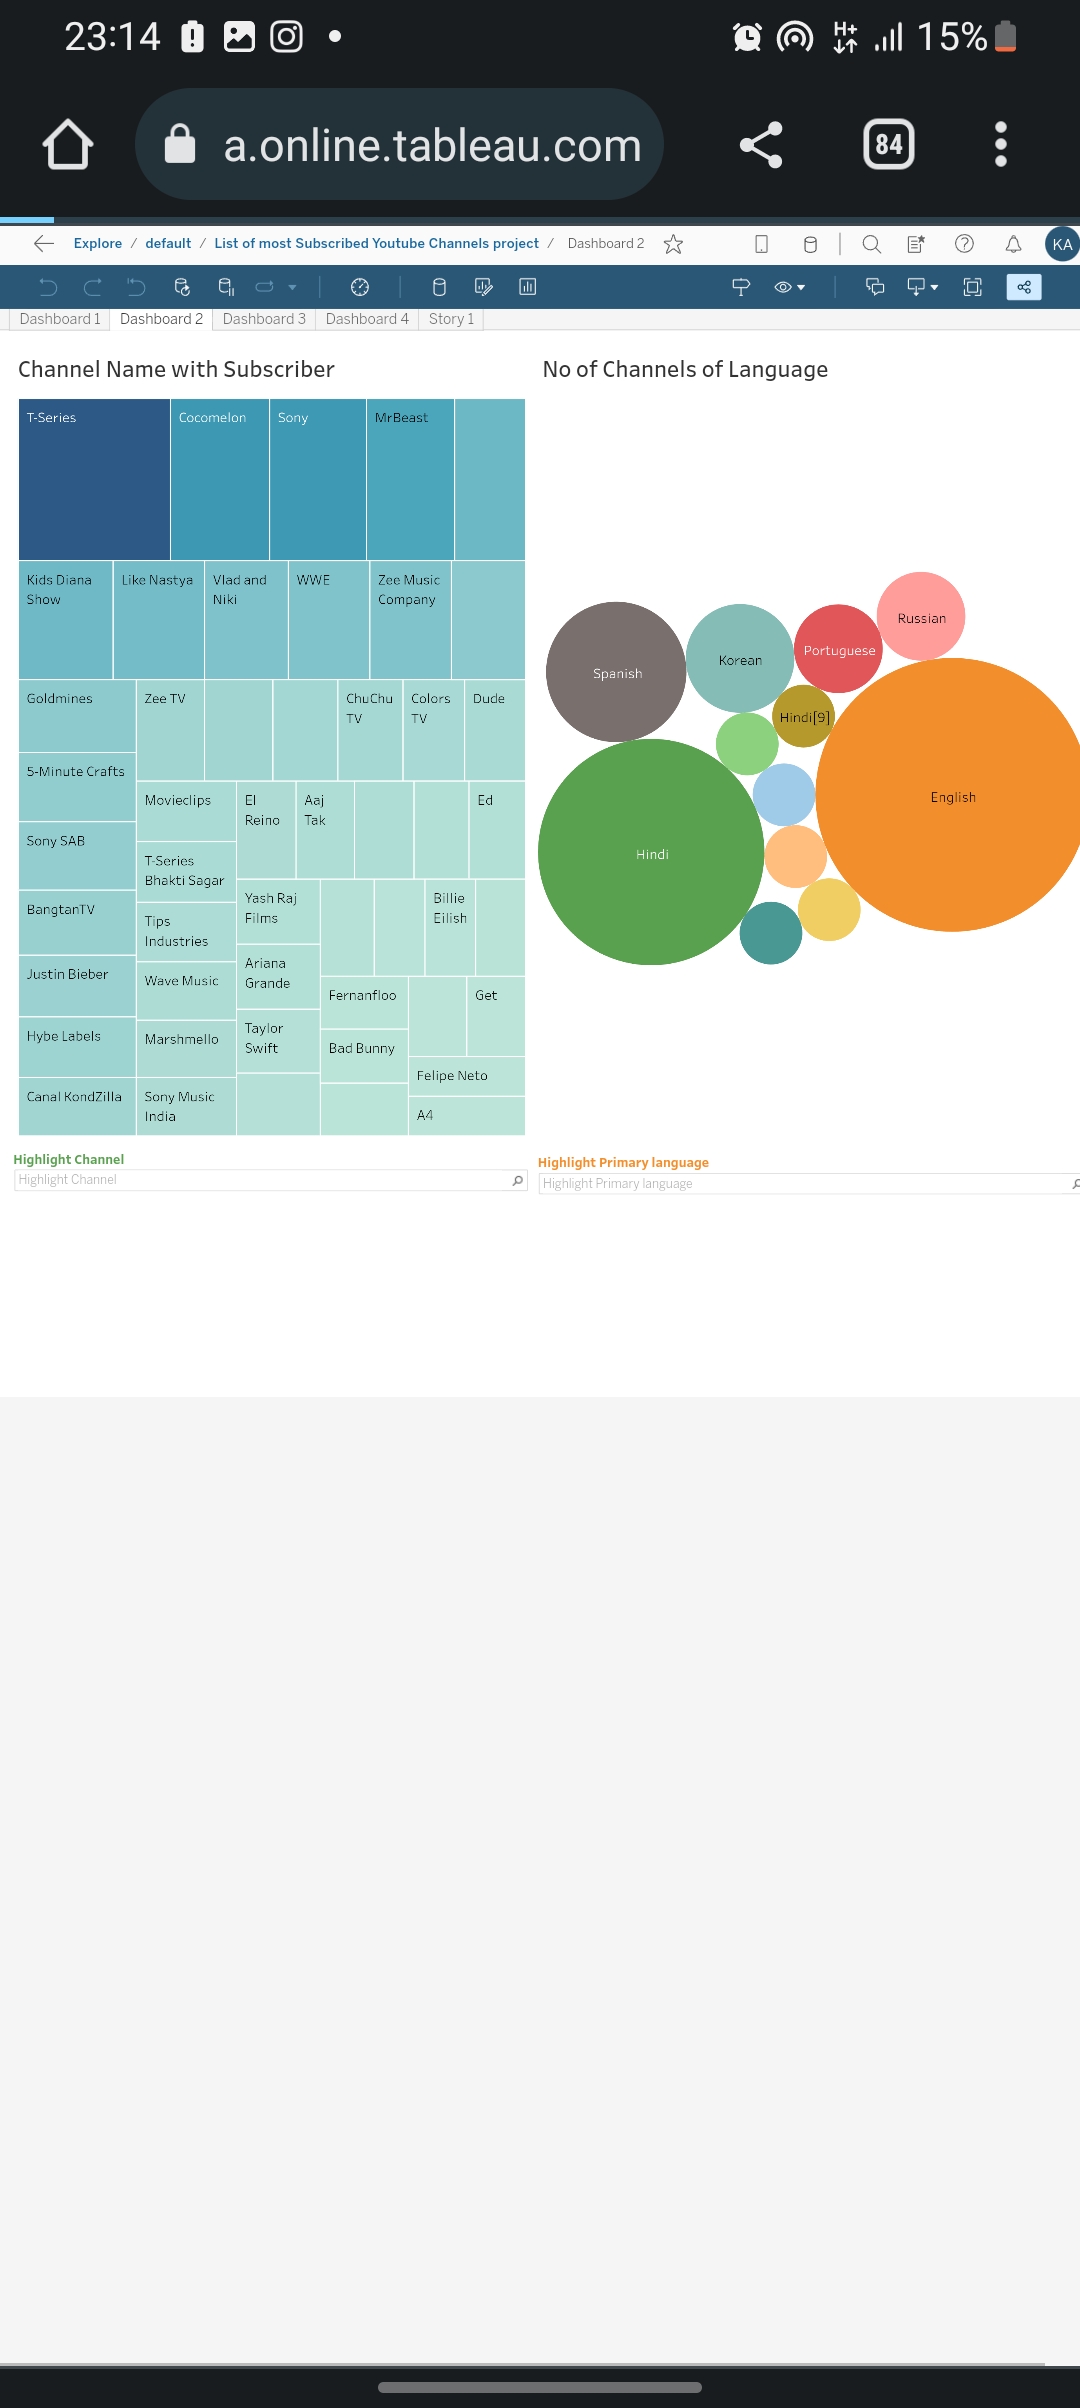 23:14
H+
15%
a.online.tableau.com
84
Explore / default / List of most Subscribed Youtube Channels project / Dashboard 2
KA
Dashboard 1
Dashboard 2
Dashboard 3
Dashboard 4
Story 1
Channel Name with Subscriber
T-Series
Cocomelon
Sony
MrBeast
Kids Diana
Show
Like Nastya
Vlad and
Niki
WWE
Zee Music
Company
Goldmines
Zee TV
ChuChu
TV
Colors
TV
Dude
5-Minute Crafts
Movieclips
El
Reino
Aaj
Tak
Ed
Sony SAB
T-Series
Bhakti Sagar
BangtanTV
Tips
Industries
Yash Raj
Films
Billie
Eilish
Justin Bieber
Wave Music
Ariana
Grande
Fernanfloo
Get
Hybe Labels
Marshmello
Taylor
Swift
Bad Bunny
Felipe Neto
Canal KondZilla
Sony Music
India
A4
Highlight Channel
Highlight Channel
No of Channels of Language
Russian
Spanish
Korean
Portuguese
Hindi[9]
English
Hindi
Highlight Primary language
Highlight Primary language